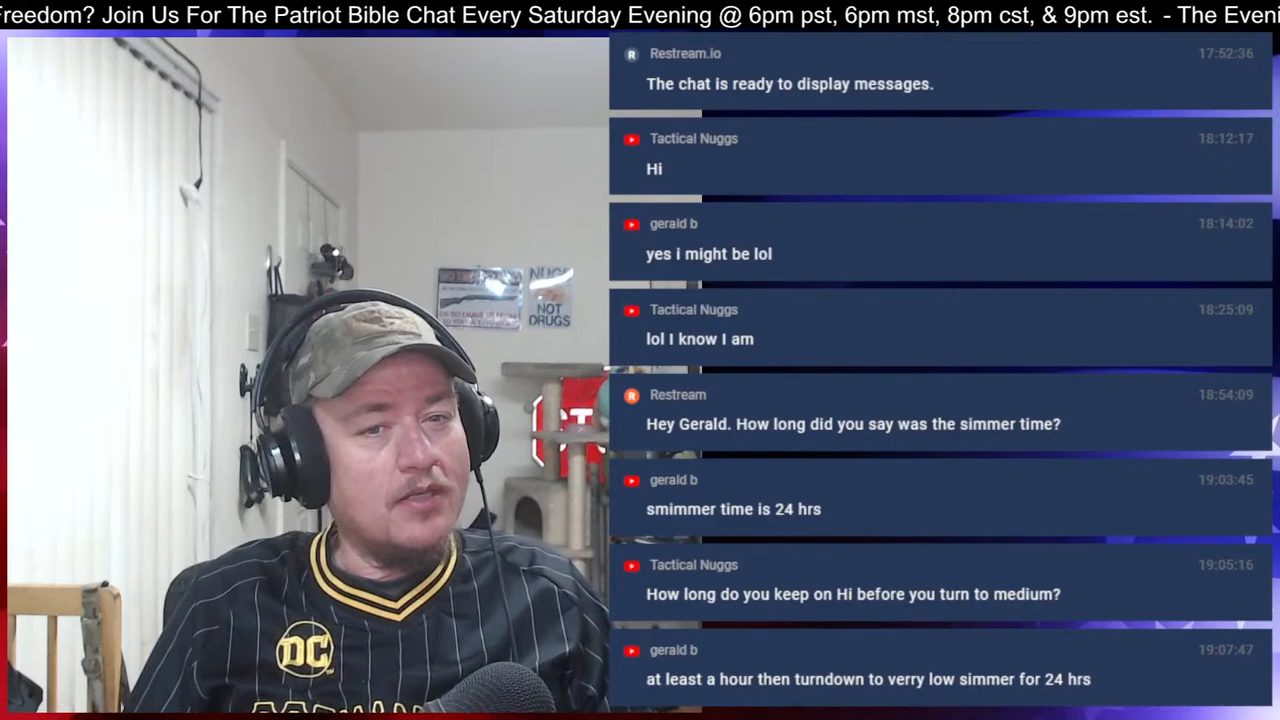 Freedom? Join Us For The Patriot Bible Chat Every Saturday Evening @ 6pm pst, 6pm mst, 8pm cst, & 9pm est. - The Eveni
Restream.io 17:52:36
The chat is ready to display messages.
Tactical Nuggs 18:12:17
Hi
gerald b 18:14:02
yes i might be lol
Tactical Nuggs 18:25:09
lol I know I am
Restream 18:54:09
Hey Gerald. How long did you say was the simmer time?
gerald b 19:03:45
smimmer time is 24 hrs
Tactical Nuggs 19:05:16
How long do you keep on Hi before you turn to medium?
gerald b 19:07:47
at least a hour then turndown to verry low simmer for 24 hrs
NUGS
NOT
DRUGS
DC